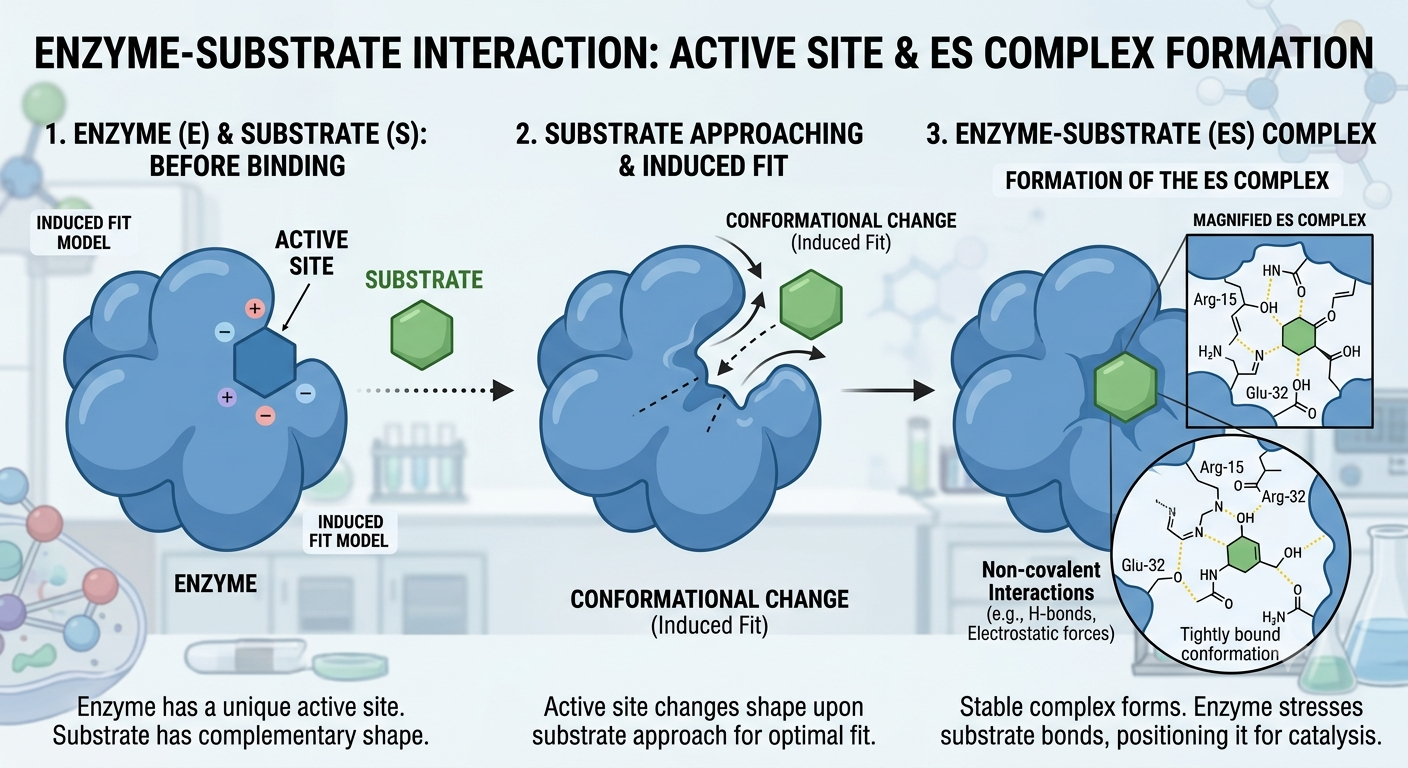 ENZYME-SUBSTRATE INTERACTION: ACTIVE SITE & ES COMPLEX FORMATION
1. ENZYME (E) & SUBSTRATE (S):
BEFORE BINDING
INDUCED FIT
MODEL
ACTIVE
SITE
SUBSTRATE
+
−
+
−
−
INDUCED
FIT MODEL
ENZYME
Enzyme has a unique active site.
Substrate has complementary shape.
2. SUBSTRATE APPROACHING
& INDUCED FIT
CONFORMATIONAL CHANGE
(Induced Fit)
CONFORMATIONAL CHANGE
(Induced Fit)
Active site changes shape upon
substrate approach for optimal fit.
3. ENZYME-SUBSTRATE (ES) COMPLEX
FORMATION OF THE ES COMPLEX
MAGNIFIED ES COMPLEX
HN
O
Arg-15
OH
O
H₂N
N
OH
Glu-32
OH
O
Arg-15
O
Arg-32
N
N
OH
N
OH
Glu-32
O
HN
O
O
H₃N
Tightly bound
conformation
Non-covalent
Interactions
(e.g., H-bonds,
Electrostatic forces)
Stable complex forms. Enzyme stresses
substrate bonds, positioning it for catalysis.